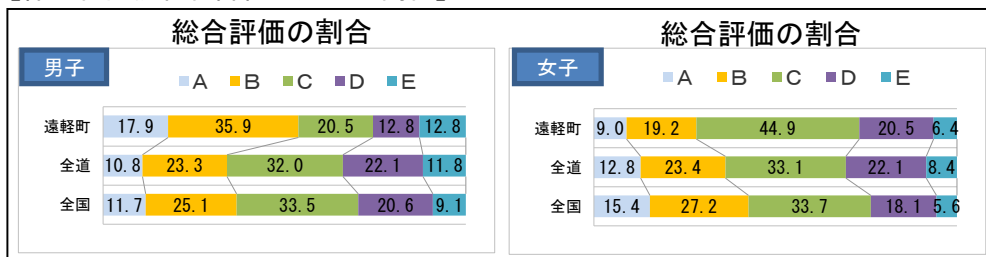 総合評価の割合
男子
A B C D E
遠軽町 17.9 35.9 20.5 12.8 12.8
全道 10.8 23.3 32.0 22.1 11.8
全国 11.7 25.1 33.5 20.6 9.1
総合評価の割合
女子
A B C D E
遠軽町 9.0 19.2 44.9 20.5 6.4
全道 12.8 23.4 33.1 22.1 8.4
全国 15.4 27.2 33.7 18.1 5.6